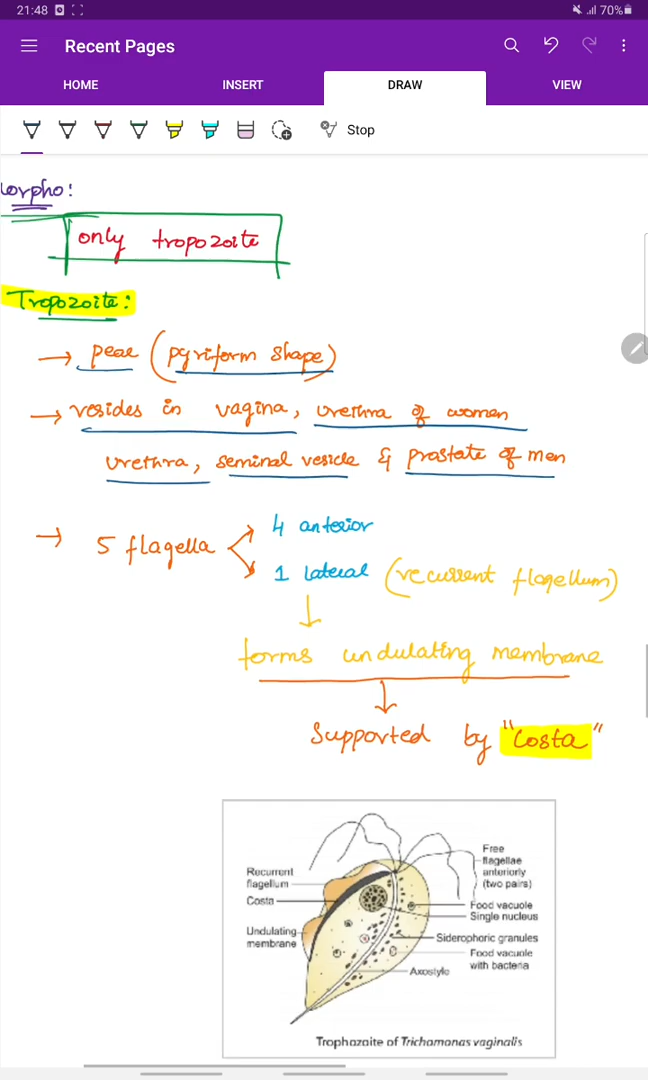 21:48
70%
Recent Pages
HOME INSERT DRAW VIEW
Stop
orpho:
only tropozoite
Tropozoite:
→ pear (pyriform shape)
→ resides in vagina, urethra of women
urethra, seminal vesicle & prostate of men
→ 5 flagella
4 anterior
1 lateral (recurrent flagellum)
↓
forms undulating membrane
↓
Supported by "Costa"
Recurrent
flagellum
Costa
Undulating
membrane
Free
flagellae
anteriorly
(two pairs)
Food vacuole
Single nucleus
Siderophoric granules
Food vacuole
with bacteria
Axostyle
Trophozoite of Trichomonas vaginalis